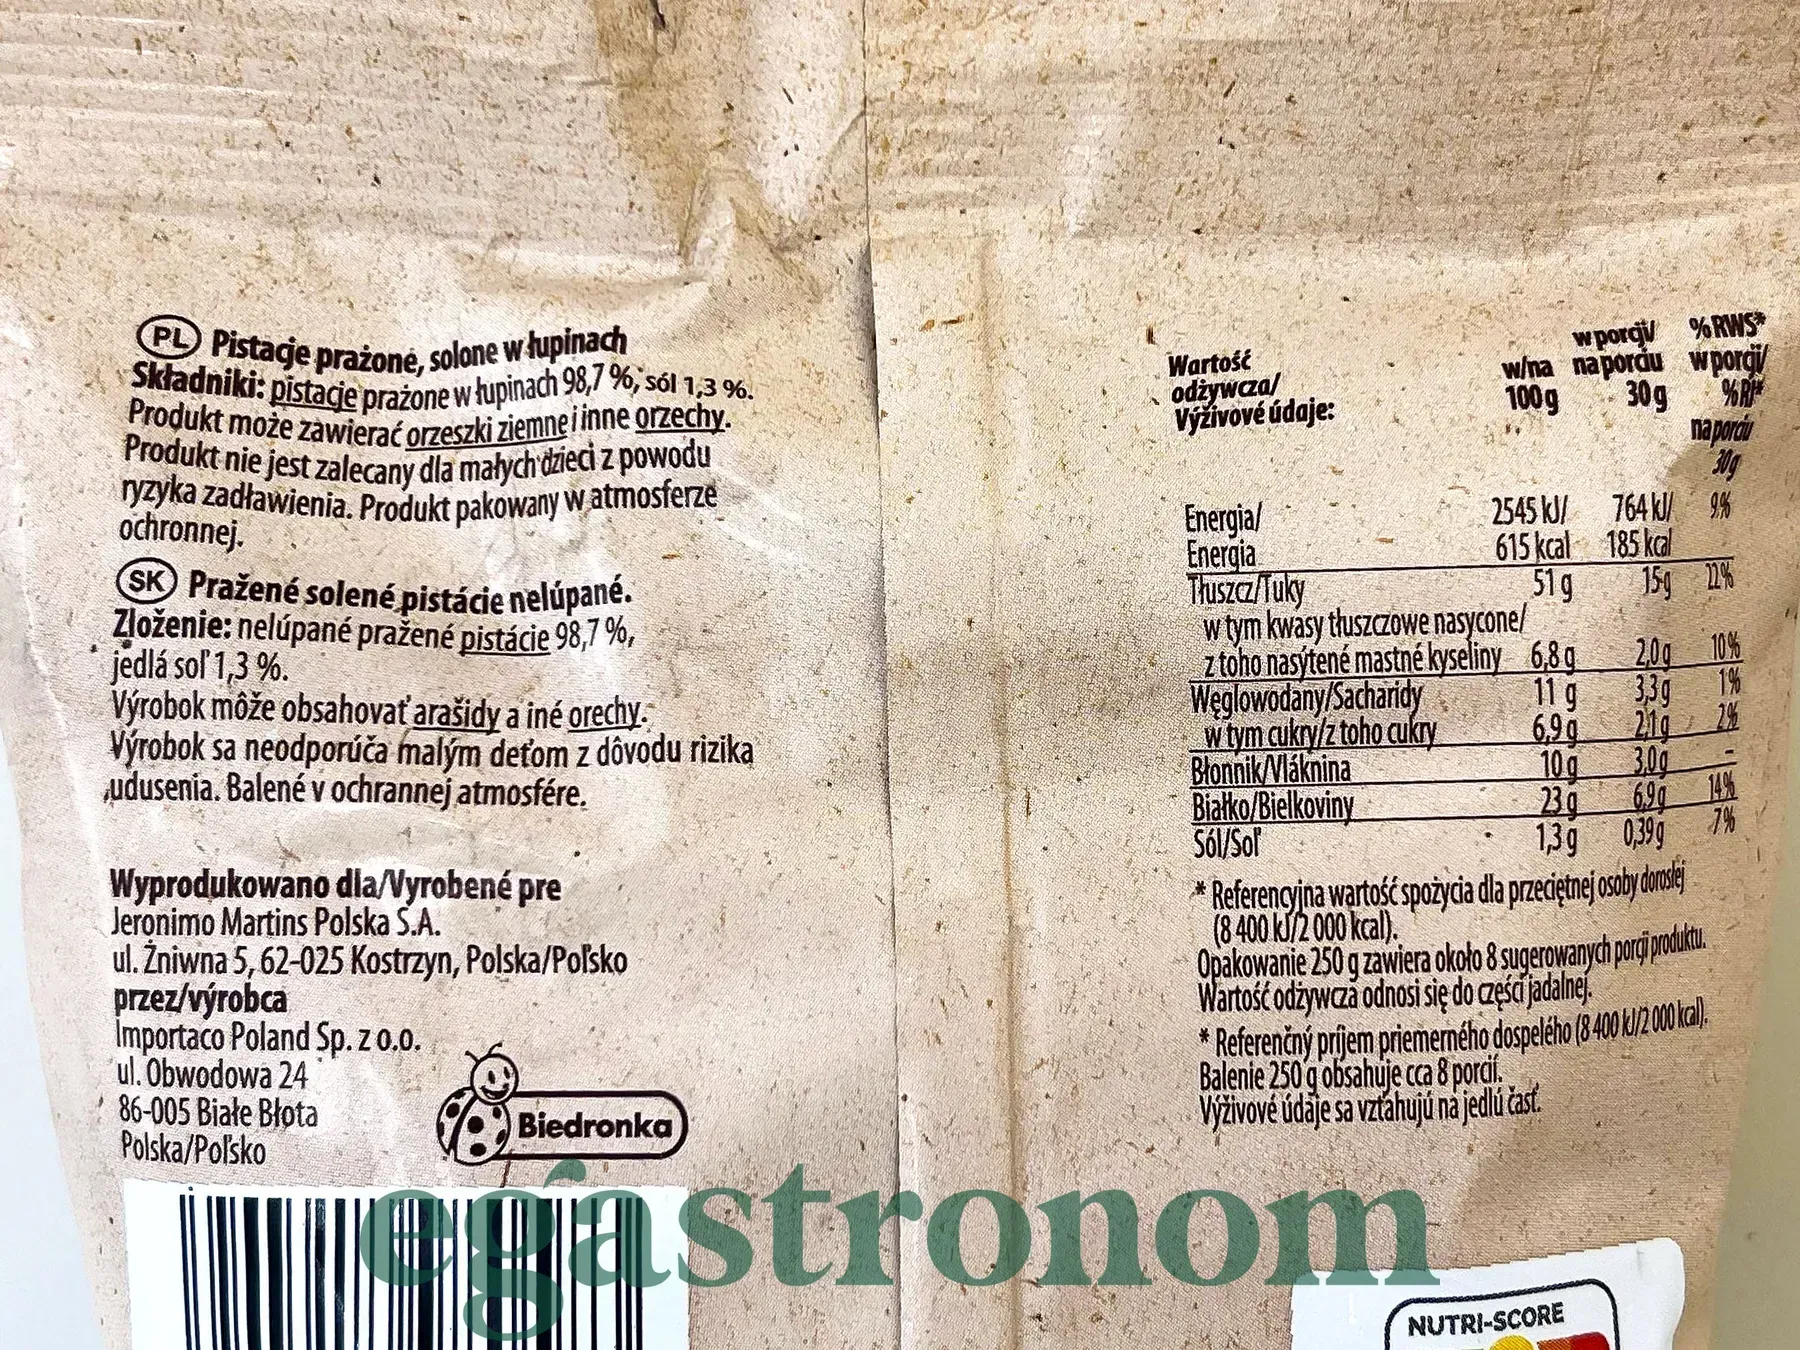 PL Pistacje prażone, solone w łupinach
Składniki: pistacje prażone w łupinach 98,7 %, sól 1,3 %.
Produkt może zawierać orzeszki ziemne i inne orzechy.
Produkt nie jest zalecany dla małych dzieci z powodu
ryzyka zadławienia. Produkt pakowany w atmosferze
ochronnej.
SK Pražené solené pistácie nelúpané.
Zloženie: nelúpané pražené pistácie 98,7 %,
jedlá soľ 1,3 %.
Výrobok môže obsahovať arašidy a iné orechy.
Výrobok sa neodporúča malým deťom z dôvodu rizika
udusenia. Balené v ochrannej atmosfére.
Wyprodukowano dla/Vyrobené pre
Jeronimo Martins Polska S.A.
ul. Żniwna 5, 62-025 Kostrzyn, Polska/Poľsko
przez/výrobca
Importaco Poland Sp. z o.o.
ul. Obwodowa 24
86-005 Białe Błota
Polska/Poľsko
Biedronka
Wartość
odżywcza/
Výživové údaje:
w/na
100 g
w porcji/
na porciu
30 g
% RWS*
w porcji/
% RI*
na porciu
30 g
Energia/ 2545 kJ/ 764 kJ/ 9%
Energia 615 kcal 185 kcal
Tłuszcz/Tuky 51 g 15 g 22%
w tym kwasy tłuszczowe nasycone/
z toho nasýtené mastné kyseliny 6,8 g 2,0 g 10%
Węglowodany/Sacharidy 11 g 3,3 g 1%
w tym cukry/z toho cukry 6,9 g 2,1 g 2%
Błonnik/Vláknina 10 g 3,0 g -
Białko/Bielkoviny 23 g 6,9 g 14%
Sól/Soľ 1,3 g 0,39 g 7%
* Referencyjna wartość spożycia dla przeciętnej osoby dorosłej
(8 400 kJ/2 000 kcal).
Opakowanie 250 g zawiera około 8 sugerowanych porcji produktu.
Wartość odżywcza odnosi się do części jadalnej.
* Referenčný príjem priemerného dospelého (8 400 kJ/2 000 kcal).
Balenie 250 g obsahuje cca 8 porcií.
Výživové údaje sa vzťahujú na jedlú časť.
egastronom
NUTRI-SCORE